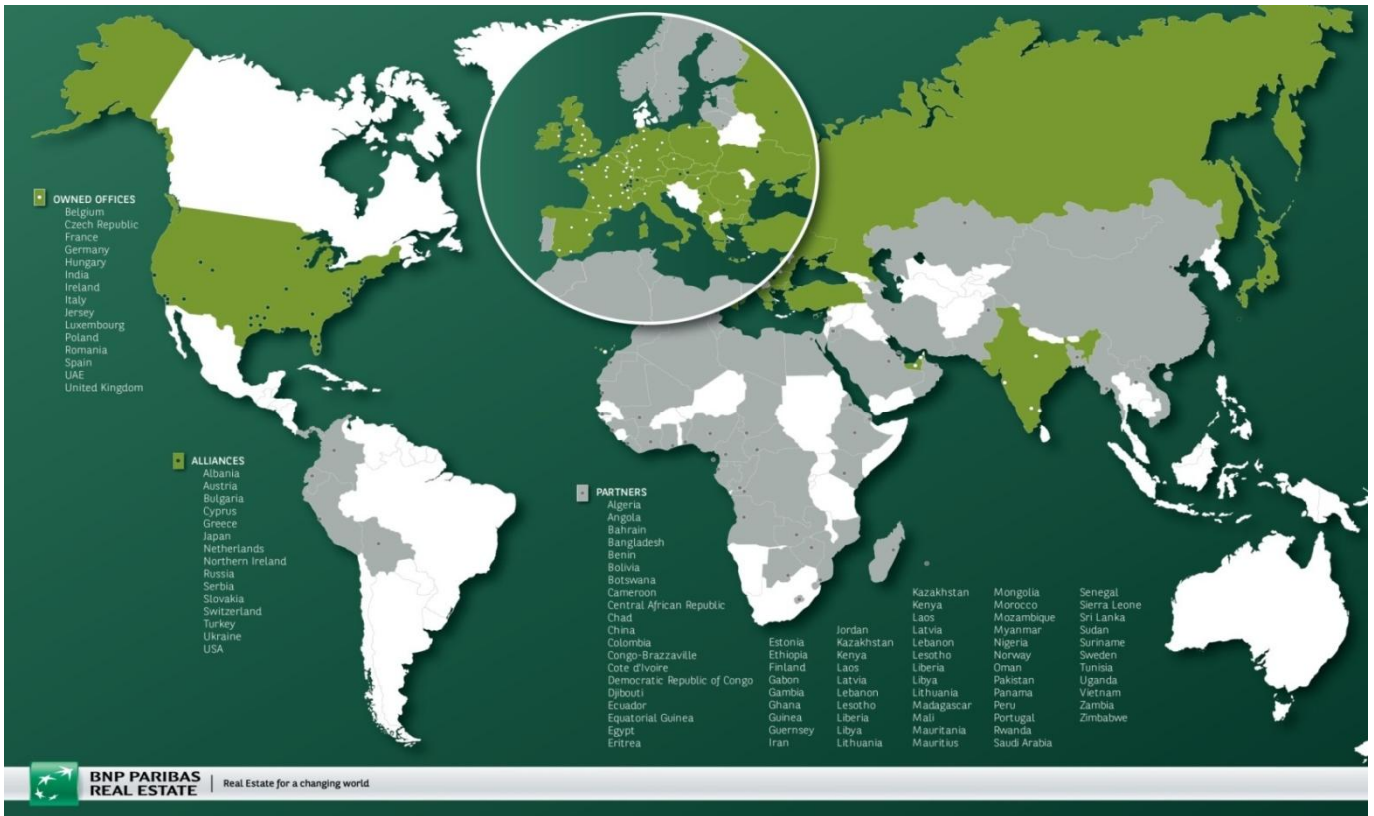 OWNED OFFICES
Belgium
Czech Republic
France
Germany
Hungary
India
Ireland
Italy
Jersey
Luxembourg
Poland
Romania
Spain
UAE
United Kingdom
ALLIANCES
Albania
Austria
Bulgaria
Cyprus
Greece
Japan
Netherlands
Northern Ireland
Russia
Serbia
Slovakia
Switzerland
Turkey
Ukraine
USA
PARTNERS
Algeria
Angola
Bahrain
Bangladesh
Benin
Bolivia
Botswana
Cameroon
Central African Republic
Chad
China
Colombia
Congo-Brazzaville
Cote d'Ivoire
Democratic Republic of Congo
Djibouti
Ecuador
Equatorial Guinea
Egypt
Eritrea
Estonia
Ethiopia
Finland
Gabon
Gambia
Ghana
Guinea
Guernsey
Iran
Jordan
Kazakhstan
Kenya
Laos
Latvia
Lebanon
Lesotho
Liberia
Libya
Lithuania
Kazakhstan
Kenya
Laos
Latvia
Lebanon
Lesotho
Liberia
Libya
Lithuania
Madagascar
Mali
Mauritania
Mauritius
Mongolia
Morocco
Mozambique
Myanmar
Nigeria
Norway
Oman
Pakistan
Panama
Peru
Portugal
Rwanda
Saudi Arabia
Senegal
Sierra Leone
Sri Lanka
Sudan
Suriname
Sweden
Tunisia
Uganda
Vietnam
Zambia
Zimbabwe
BNP PARIBAS
REAL ESTATE
Real Estate for a changing world